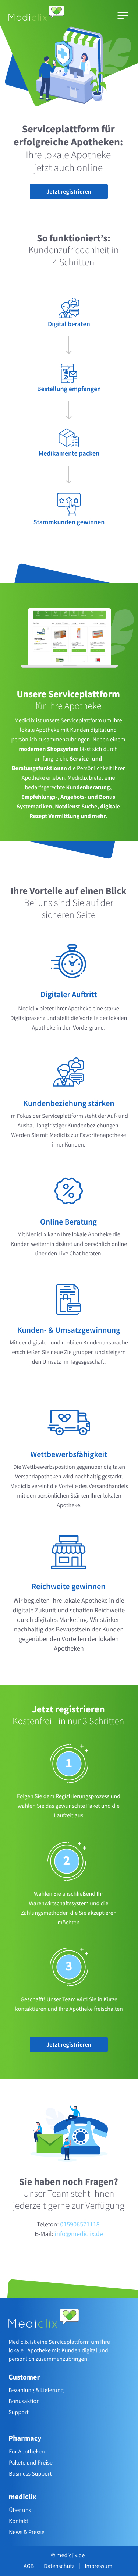 Mediclix
Serviceplattform für
erfolgreiche Apotheken:
Ihre lokale Apotheke
jetzt auch online
Jetzt registrieren
So funktioniert’s:
Kundenzufriedenheit in
4 Schritten
Digital beraten
Bestellung empfangen
Medikamente packen
Stammkunden gewinnen
Unsere Serviceplattform
für Ihre Apotheke
Mediclix ist unsere Serviceplattform um Ihre
lokale Apotheke mit Kunden digital und
persönlich zusammenzubringen. Neben einem
modernen Shopsystem lässt sich durch
umfangreiche Service- und
Beratungsfunktionen die Persönlichkeit Ihrer
Apotheke erleben. Mediclix bietet eine
bedarfsgerechte Kundenberatung,
Empfehlungs-, Angebots- und Bonus
Systematiken, Notdienst Suche, digitale
Rezept Vermittlung und mehr.
Ihre Vorteile auf einen Blick
Bei uns sind Sie auf der
sicheren Seite
Digitaler Auftritt
Mediclix bietet Ihrer Apotheke eine starke
Digitalpräsenz und stellt die Vorteile der lokalen
Apotheke in den Vordergrund.
Kundenbeziehung stärken
Im Fokus der Serviceplattform steht der Auf- und
Ausbau langfristiger Kundenbeziehungen.
Werden Sie mit Mediclix zur Favoritenapotheke
ihrer Kunden.
Online Beratung
Mit Mediclix kann Ihre lokale Apotheke die
Kunden weiterhin diskret und persönlich online
über den Live Chat beraten.
Kunden- & Umsatzgewinnung
Mit der digitalen und mobilen Kundenansprache
erschließen Sie neue Zielgruppen und steigern
den Umsatz im Tagesgeschäft.
Wettbewerbsfähigkeit
Die Wettbewerbsposition gegenüber digitalen
Versandapotheken wird nachhaltig gestärkt.
Mediclix vereint die Vorteile des Versandhandels
mit den persönlichen Stärken Ihrer lokalen
Apotheke.
Reichweite gewinnen
Wir begleiten Ihre lokale Apotheke in die
digitale Zukunft und schaffen Reichweite
durch digitales Marketing. Wir stärken
nachhaltig das Bewusstsein der Kunden
gegenüber den Vorteilen der lokalen
Apotheken
Jetzt registrieren
Kostenfrei - in nur 3 Schritten
1
Folgen Sie dem Registrierungsprozess und
wählen Sie das gewünschte Paket und die
Laufzeit aus
2
Wählen Sie anschließend Ihr
Warenwirtschaftssystem und die
Zahlungsmethoden die Sie akzeptieren
möchten
3
Geschafft! Unser Team wird Sie in Kürze
kontaktieren und Ihre Apotheke freischalten
Jetzt registrieren
Sie haben noch Fragen?
Unser Team steht Ihnen
jederzeit gerne zur Verfügung
E-Mail: info@mediclix.de
Mediclix
Mediclix ist eine Serviceplattform um Ihre
lokale Apotheke mit Kunden digital und
persönlich zusammenzubringen.
Customer
Bezahlung & Lieferung
Bonusaktion
Support
Pharmacy
Für Apotheken
Pakete und Preise
Business Support
mediclix
Über uns
Kontakt
News & Presse
© mediclix.de
AGB | Datenschutz | Impressum